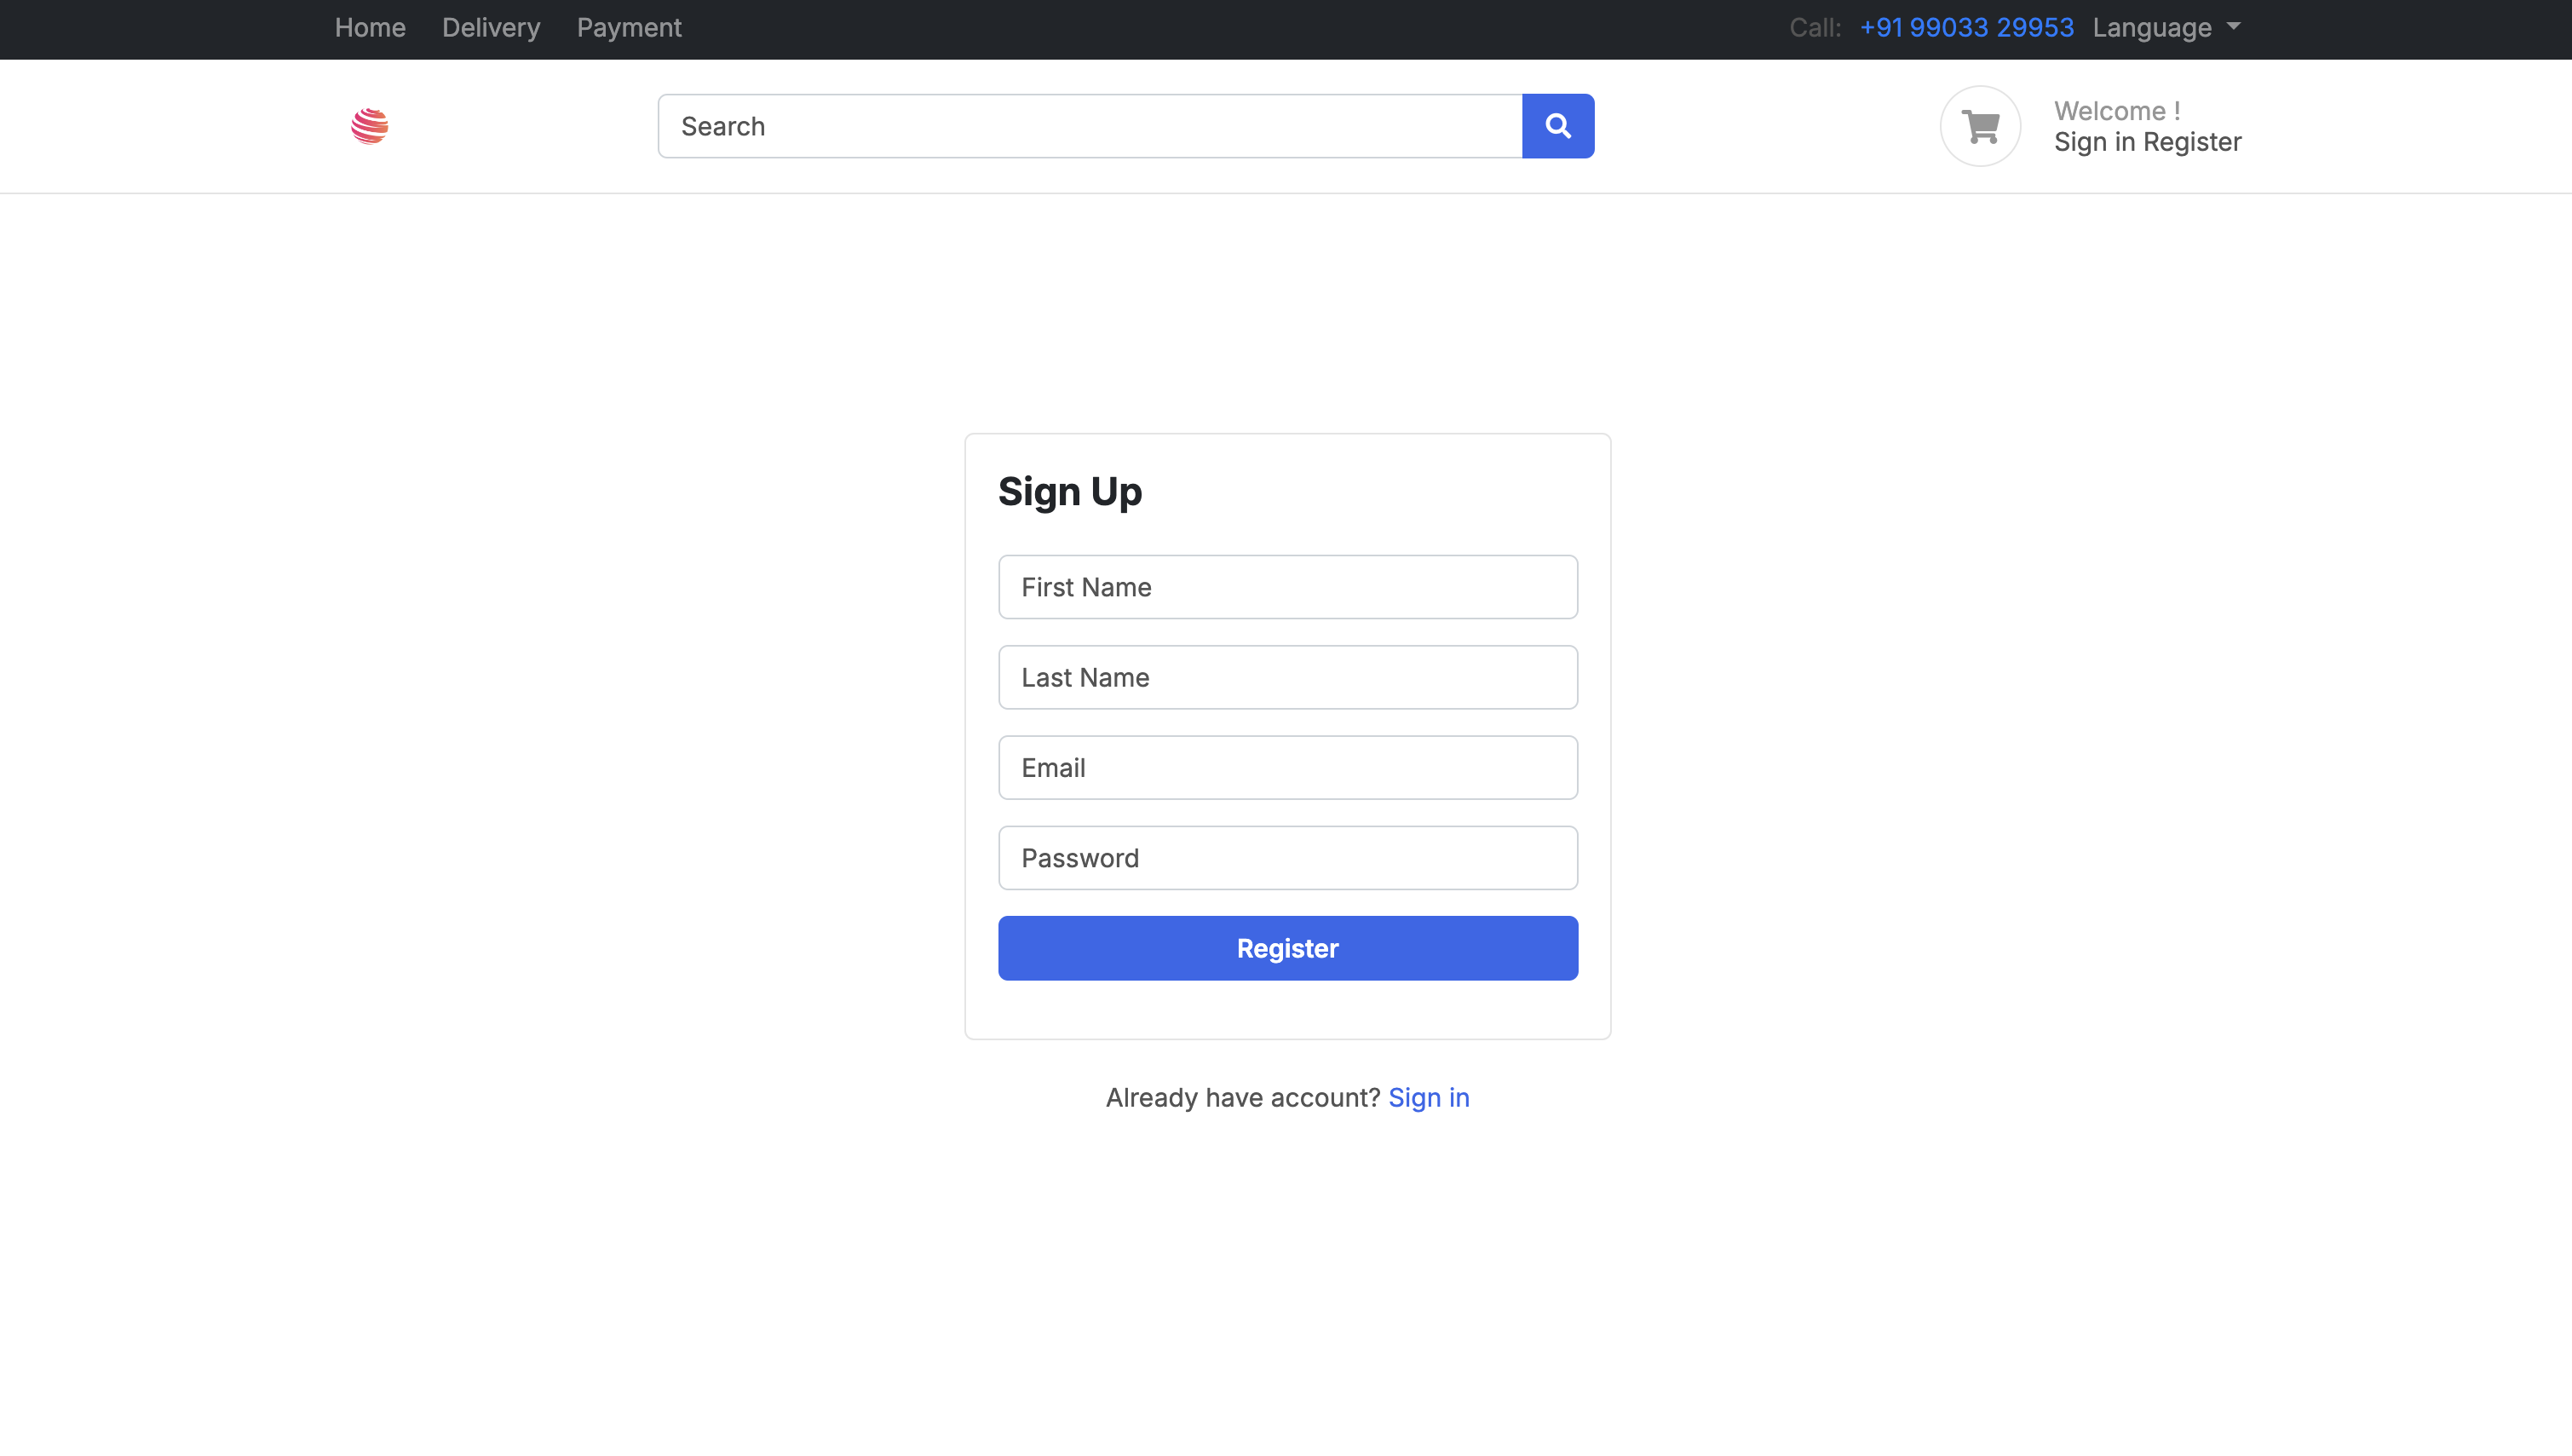 Home Delivery Payment Call: +91 99033 29953 Language
Search
Welcome !
Sign in Register
Sign Up
First Name
Last Name
Email
Password
Register
Already have account? Sign in